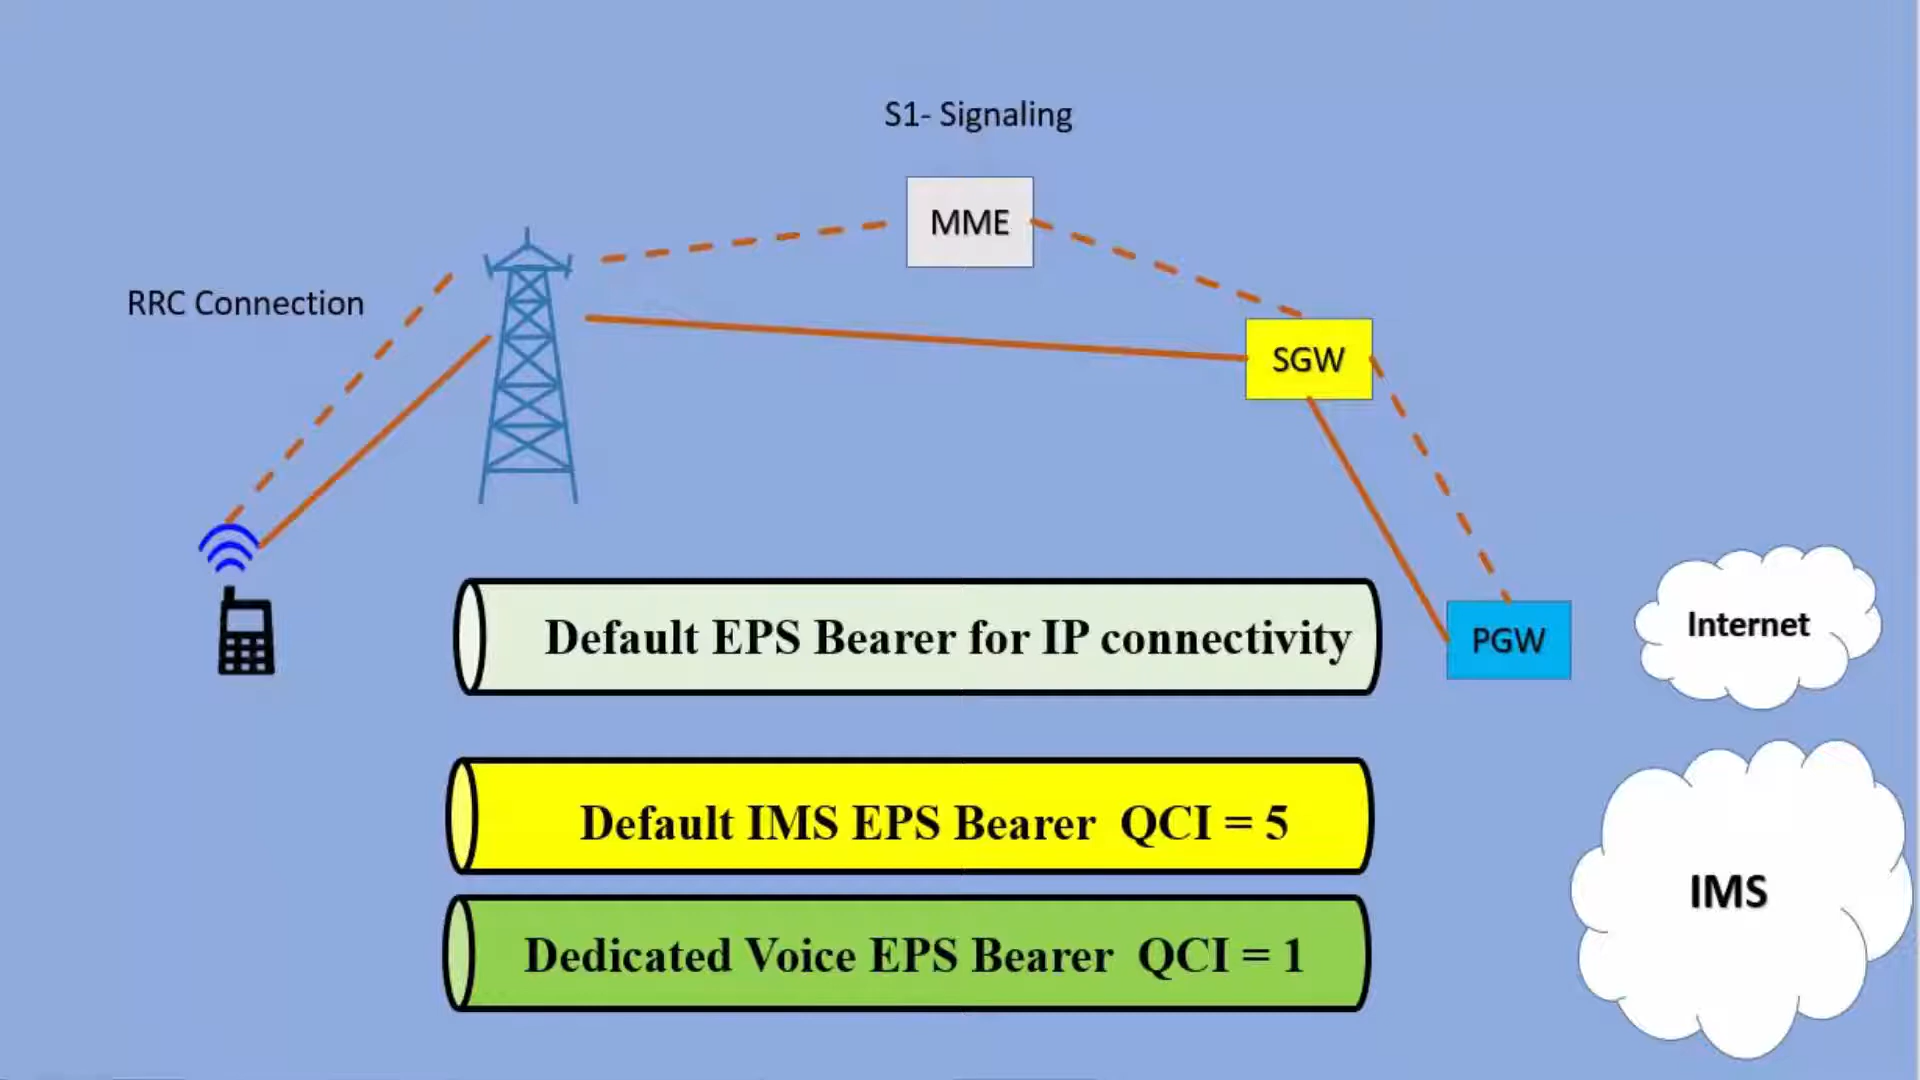 S1- Signaling
MME
RRC Connection
SGW
Internet
Default EPS Bearer for IP connectivity
PGW
Default IMS EPS Bearer QCI = 5
IMS
Dedicated Voice EPS Bearer QCI = 1